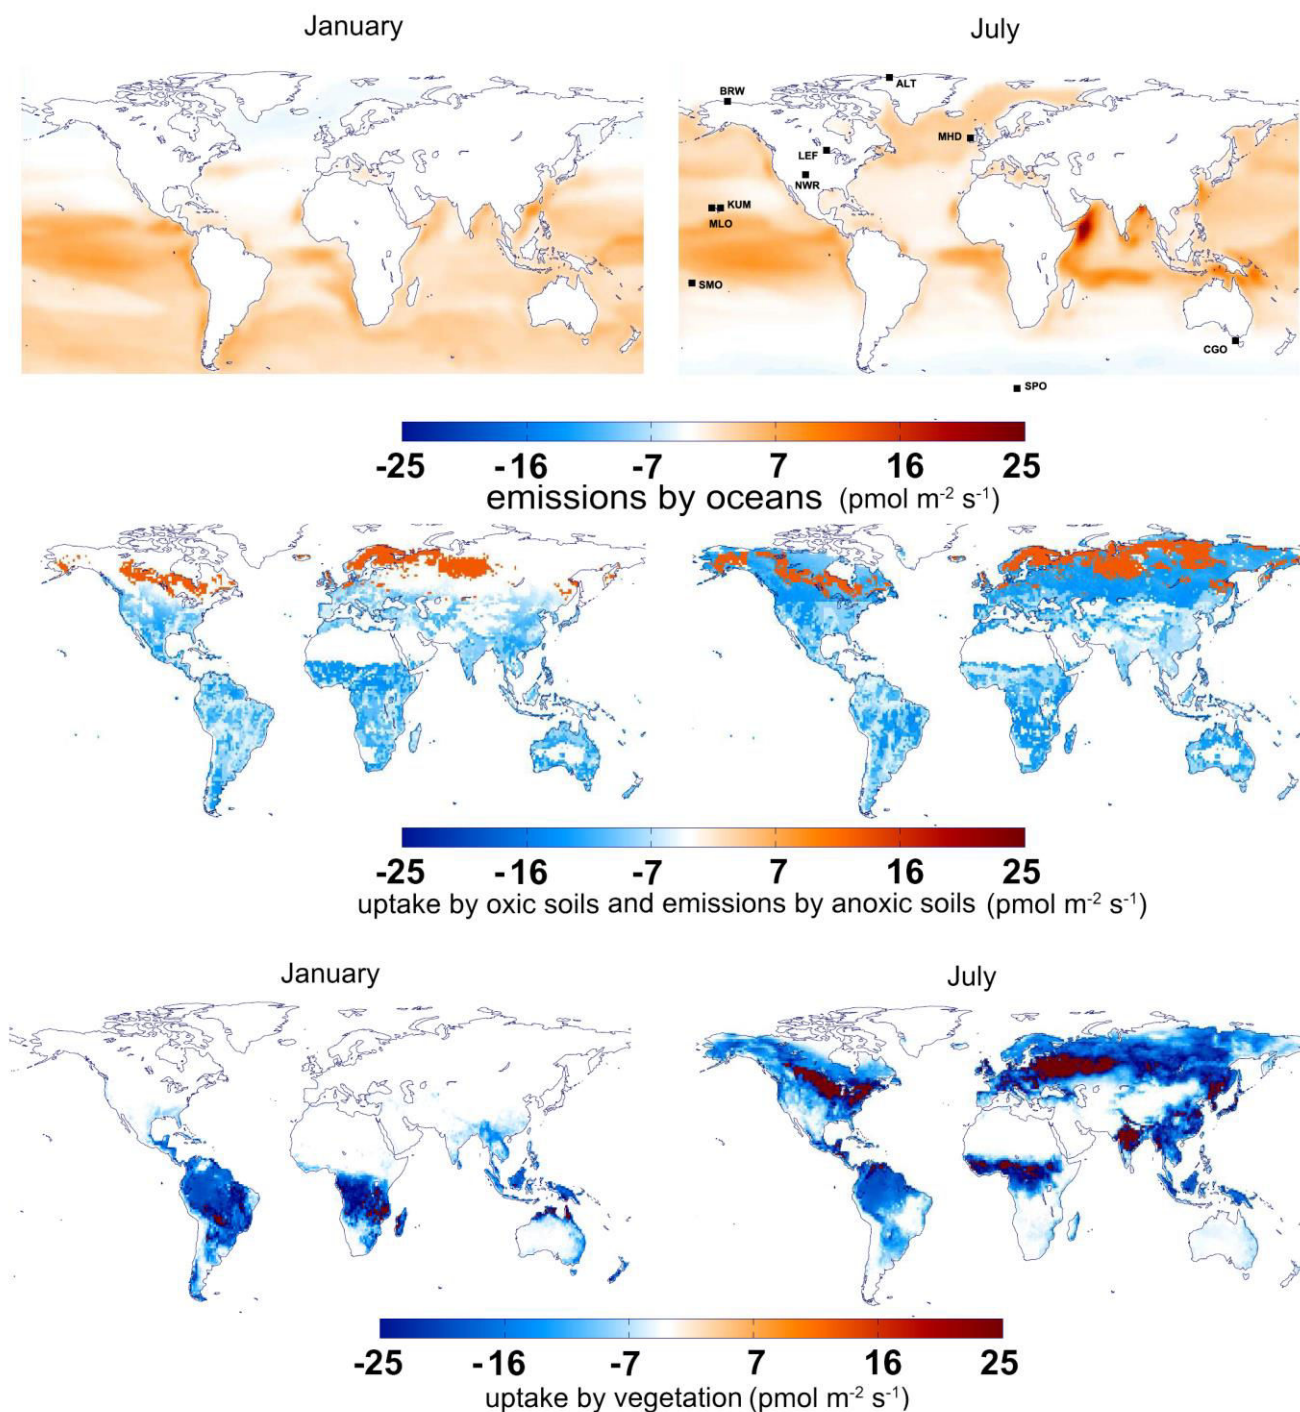 January July
ALT
BRW
MHD
LEF
NWR
KUM
MLO
SMO
CGO
SPO
-25 -16 -7 7 16 25
emissions by oceans (pmol m⁻² s⁻¹)
-25 -16 -7 7 16 25
uptake by oxic soils and emissions by anoxic soils (pmol m⁻² s⁻¹)
January July
-25 -16 -7 7 16 25
uptake by vegetation (pmol m⁻² s⁻¹)